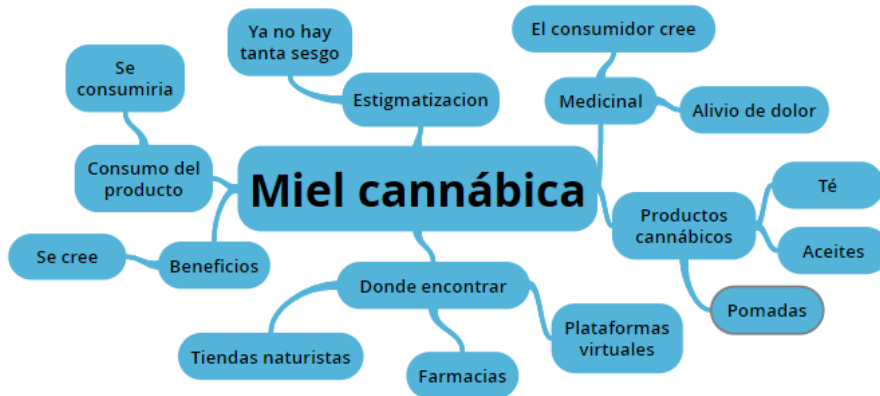 Ya no hay
tanta sesgo
El consumidor cree
Se
consumiria
Estigmatizacion
Medicinal
Alivio de dolor
Consumo del
producto
Miel cannábica
Té
Productos
cannábicos
Se cree
Beneficios
Aceites
Donde encontrar
Pomadas
Plataformas
virtuales
Tiendas naturistas
Farmacias